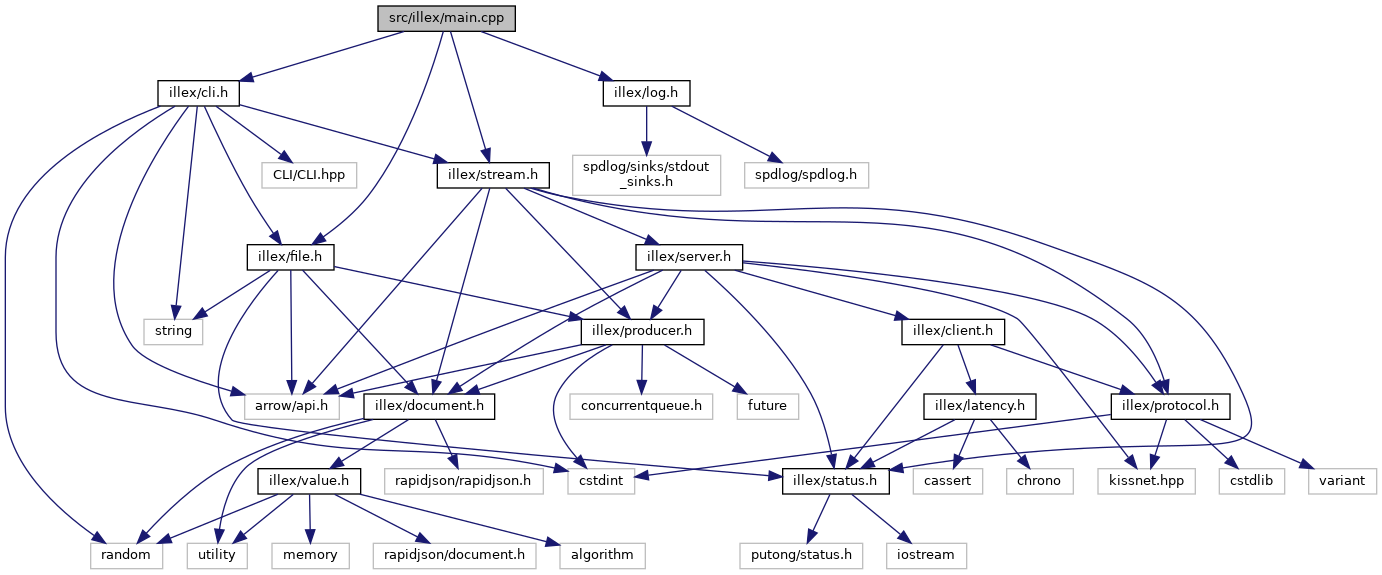 src/illex/main.cpp
illex/cli.h
illex/log.h
CLI/CLI.hpp
illex/stream.h
spdlog/sinks/stdout
_sinks.h
spdlog/spdlog.h
illex/file.h
illex/server.h
string
illex/producer.h
illex/client.h
arrow/api.h
illex/document.h
concurrentqueue.h
future
illex/latency.h
illex/protocol.h
illex/value.h
rapidjson/rapidjson.h
cstdint
illex/status.h
cassert
chrono
kissnet.hpp
cstdlib
variant
random
utility
memory
rapidjson/document.h
algorithm
putong/status.h
iostream